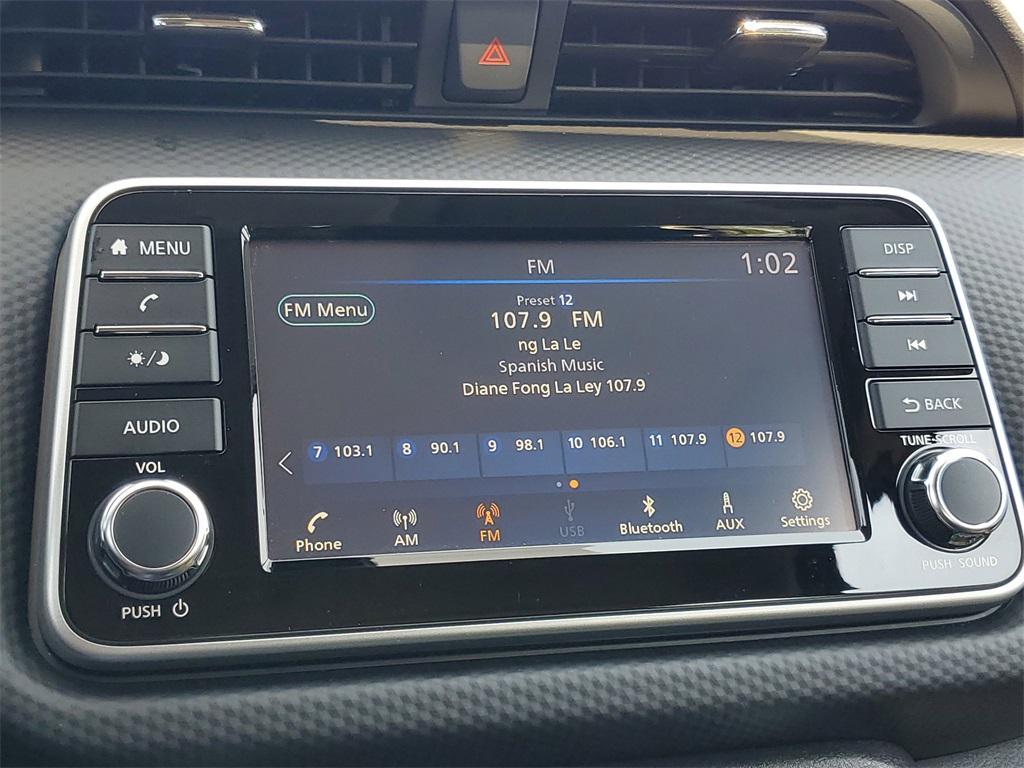 MENU
DISP
FM
1:02
FM Menu
Preset 12
107.9 FM
ng La Le
Spanish Music
Diane Fong La Ley 107.9
7 103.1 8 90.1 9 98.1 10 106.1 11 107.9 12 107.9
Phone AM FM USB Bluetooth AUX Settings
AUDIO
VOL
PUSH
BACK
TUNE·SCROLL
PUSH SOUND